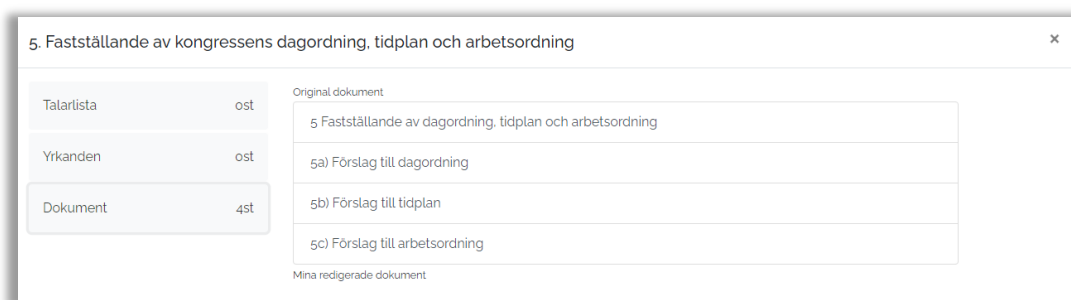 5. Fastställande av kongressens dagordning, tidplan och arbetsordning ×
Talarlista 0st
Yrkanden 0st
Dokument 4st
Original dokument
5 Fastställande av dagordning, tidplan och arbetsordning
5a) Förslag till dagordning
5b) Förslag till tidplan
5c) Förslag till arbetsordning
Mina redigerade dokument